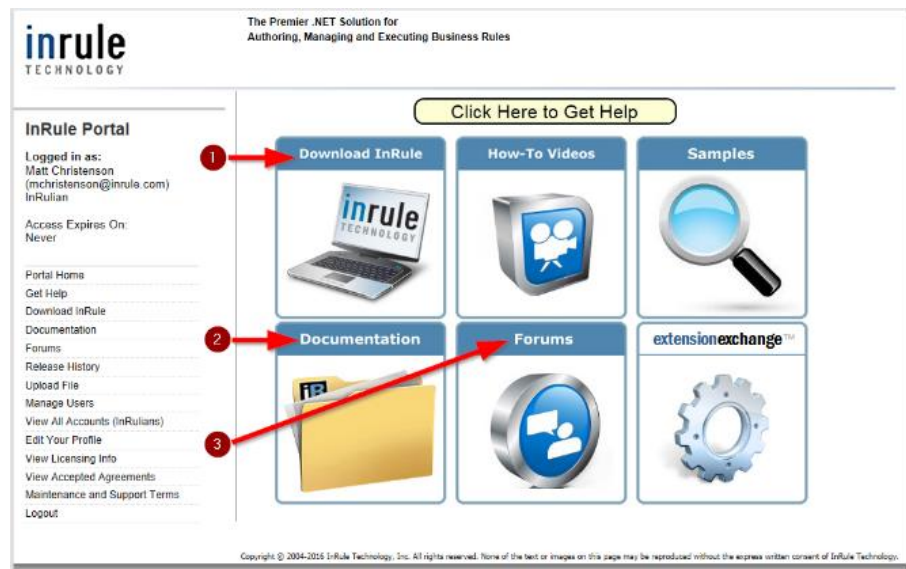 inrule
TECHNOLOGY
The Premier .NET Solution for
Authoring, Managing and Executing Business Rules
Click Here to Get Help
InRule Portal
Logged in as:
Matt Christenson
(mchristenson@inrule.com)
InRulian
Access Expires On:
Never
Portal Home
Get Help
Download InRule
Documentation
Forums
Release History
Upload File
Manage Users
View All Accounts (InRulians)
Edit Your Profile
View Licensing Info
View Accepted Agreements
Maintenance and Support Terms
Logout
1
2
3
Download InRule
How-To Videos
Samples
inrule
TECHNOLOGY
Documentation
Forums
extensionexchange™
iR
Copyright © 2004-2016 InRule Technology, Inc. All rights reserved. None of the text or images on this page may be reproduced without the express written consent of InRule Technology.